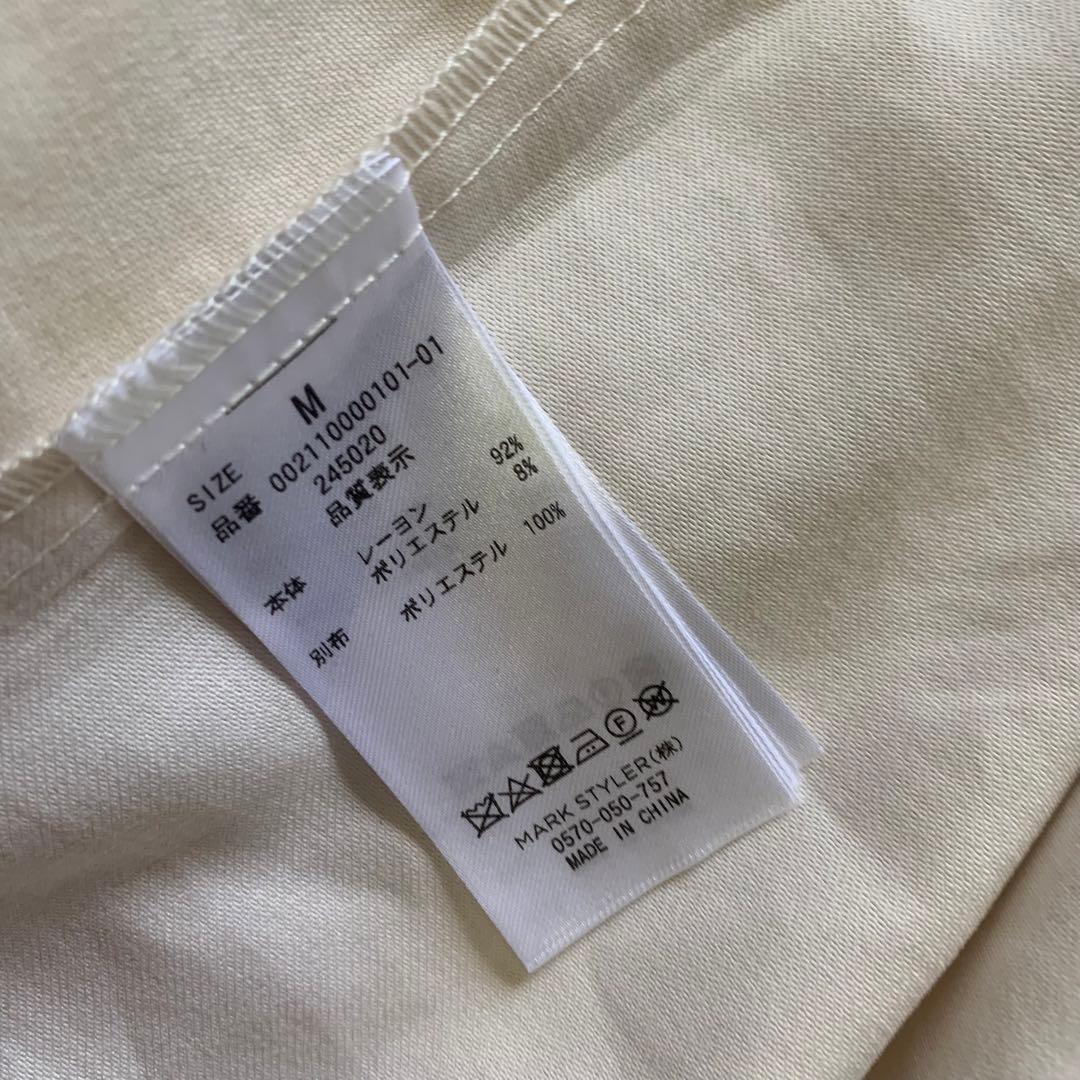 SIZE M
品番 002110000101-01
245020
品質表示
本体 レーヨン 92%
ポリエステル 8%
別布 ポリエステル 100%
F W
MARK STYLER(株)
0570-050-757
MADE IN CHINA